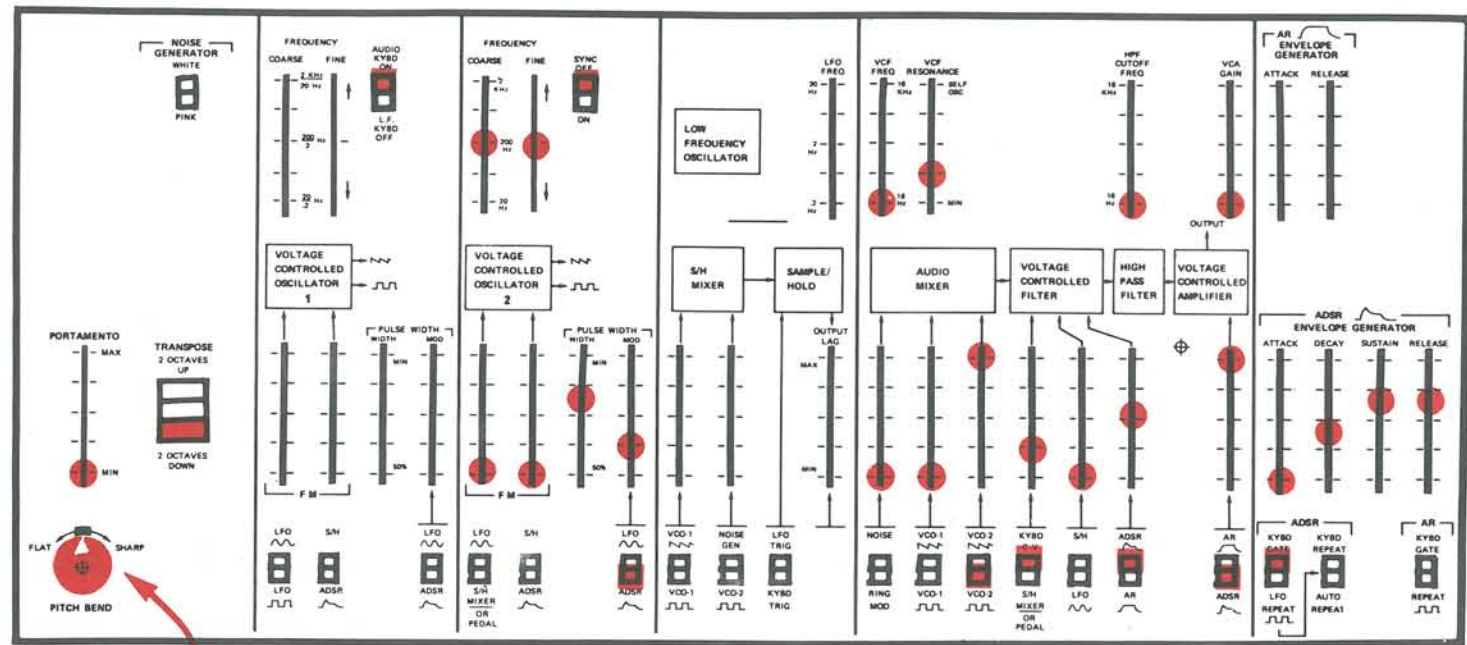 NOISE
GENERATOR
WHITE
PINK
PORTAMENTO
MAX
MIN
TRANSPOSE
2 OCTAVES
UP
2 OCTAVES
DOWN
FLAT
SHARP
PITCH BEND
FREQUENCY
COARSE
FINE
AUDIO
KYBD
ON
2 KHz
20 Hz
200 Hz
2
20 Hz
.2
L.F.
KYBD
OFF
VOLTAGE
CONTROLLED
OSCILLATOR
1
PULSE WIDTH
WIDTH
MOD
MIN
50%
FM
LFO
S/H
LFO
LFO
ADSR
ADSR
FREQUENCY
COARSE
FINE
SYNC
OFF
ON
2
KHz
200
Hz
20
Hz
VOLTAGE
CONTROLLED
OSCILLATOR
2
PULSE WIDTH
WIDTH
MOD
MIN
50%
FM
LFO
S/H
LFO
S/H
MIXER
OR
PEDAL
ADSR
ADSR
LOW
FREQUENCY
OSCILLATOR
LFO
FREQ
20
Hz
2
Hz
.2
Hz
S/H
MIXER
SAMPLE/
HOLD
OUTPUT
LAG
MAX
MIN
VCO-1
NOISE
GEN
LFO
TRIG
VCO-1
VCO-2
KYBD
TRIG
VCF
FREQ
VCF
RESONANCE
16
KHz
16
Hz
SELF
OSC
MIN
HPF
CUTOFF
FREQ
16
KHz
16
Hz
VCA
GAIN
OUTPUT
AUDIO
MIXER
VOLTAGE
CONTROLLED
FILTER
HIGH
PASS
FILTER
VOLTAGE
CONTROLLED
AMPLIFIER
NOISE
VCO-1
VCO-2
KYBD
C V
S/H
ADSR
AR
RING
MOD
VCO-1
VCO-2
S/H
MIXER
OR
PEDAL
LFO
AR
ADSR
AR
ENVELOPE
GENERATOR
ATTACK
RELEASE
ADSR
ENVELOPE GENERATOR
ATTACK
DECAY
SUSTAIN
RELEASE
ADSR
AR
KYBD
GATE
KYBD
REPEAT
KYBD
GATE
LFO
REPEAT
AUTO
REPEAT
REPEAT